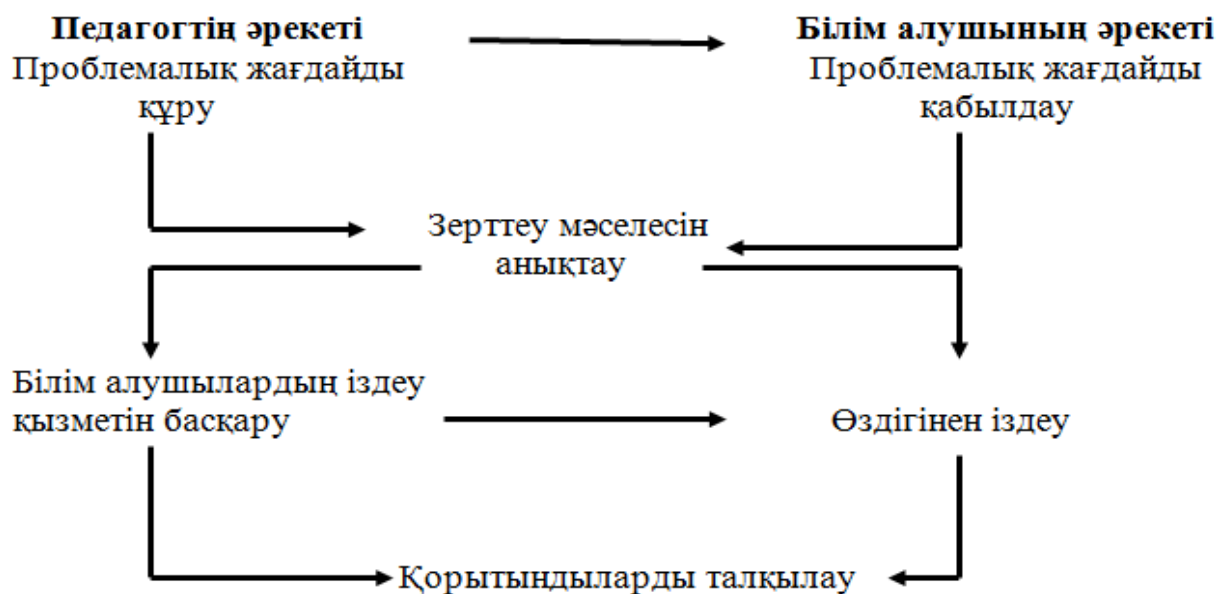 Педагогтің әрекеті
Проблемалық жағдайды
құру
Білім алушының әрекеті
Проблемалық жағдайды
қабылдау
Зерттеу мәселесін
анықтау
Білім алушылардың іздеу
қызметін басқару
Өздігінен іздеу
Қорытындыларды талқылау